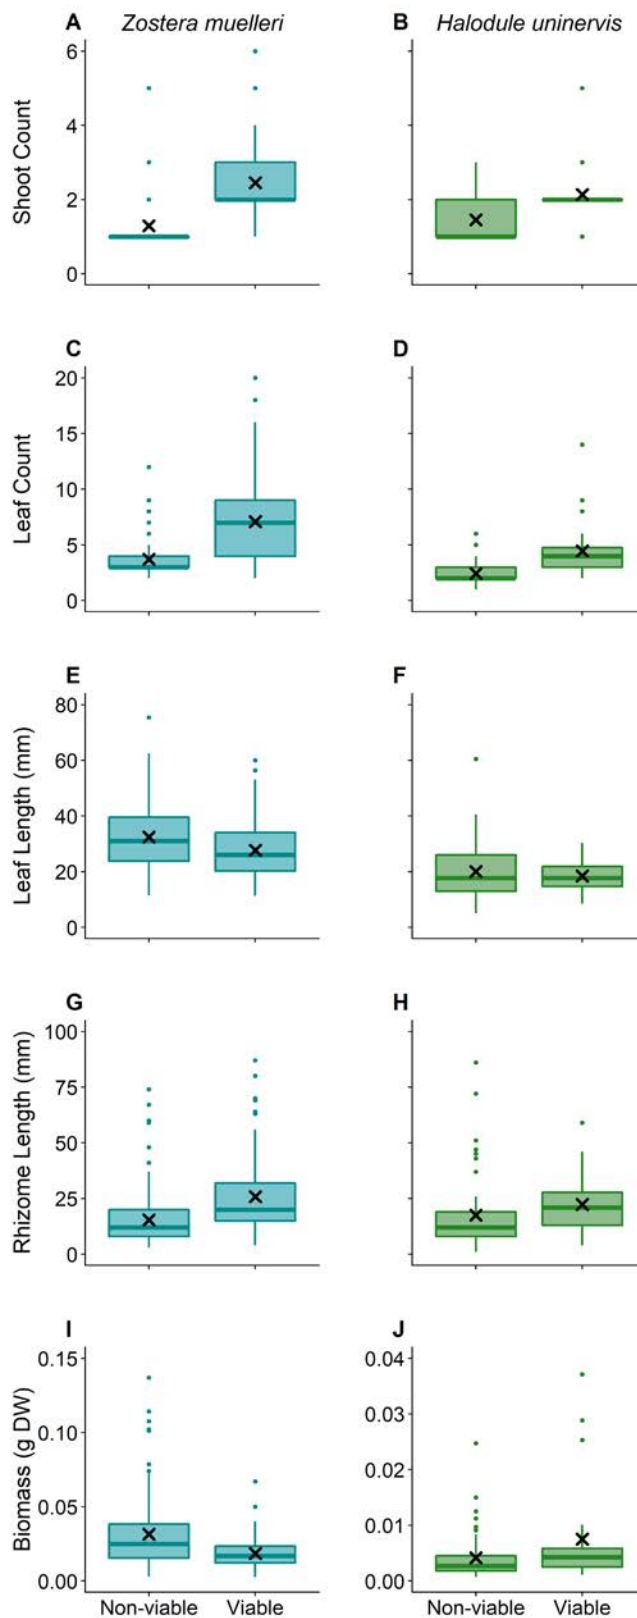 A Zostera muelleri B Halodule uninervis
6
4
2
0
Shoot Count
C D
20
15
10
5
0
Leaf Count
E F
80
60
40
20
0
Leaf Length (mm)
G H
100
75
50
25
0
Rhizome Length (mm)
I J
0.15 0.04
0.10 0.03
0.05 0.02
0.00 0.01
0.00
Biomass (g DW)
Non-viable Viable Non-viable Viable